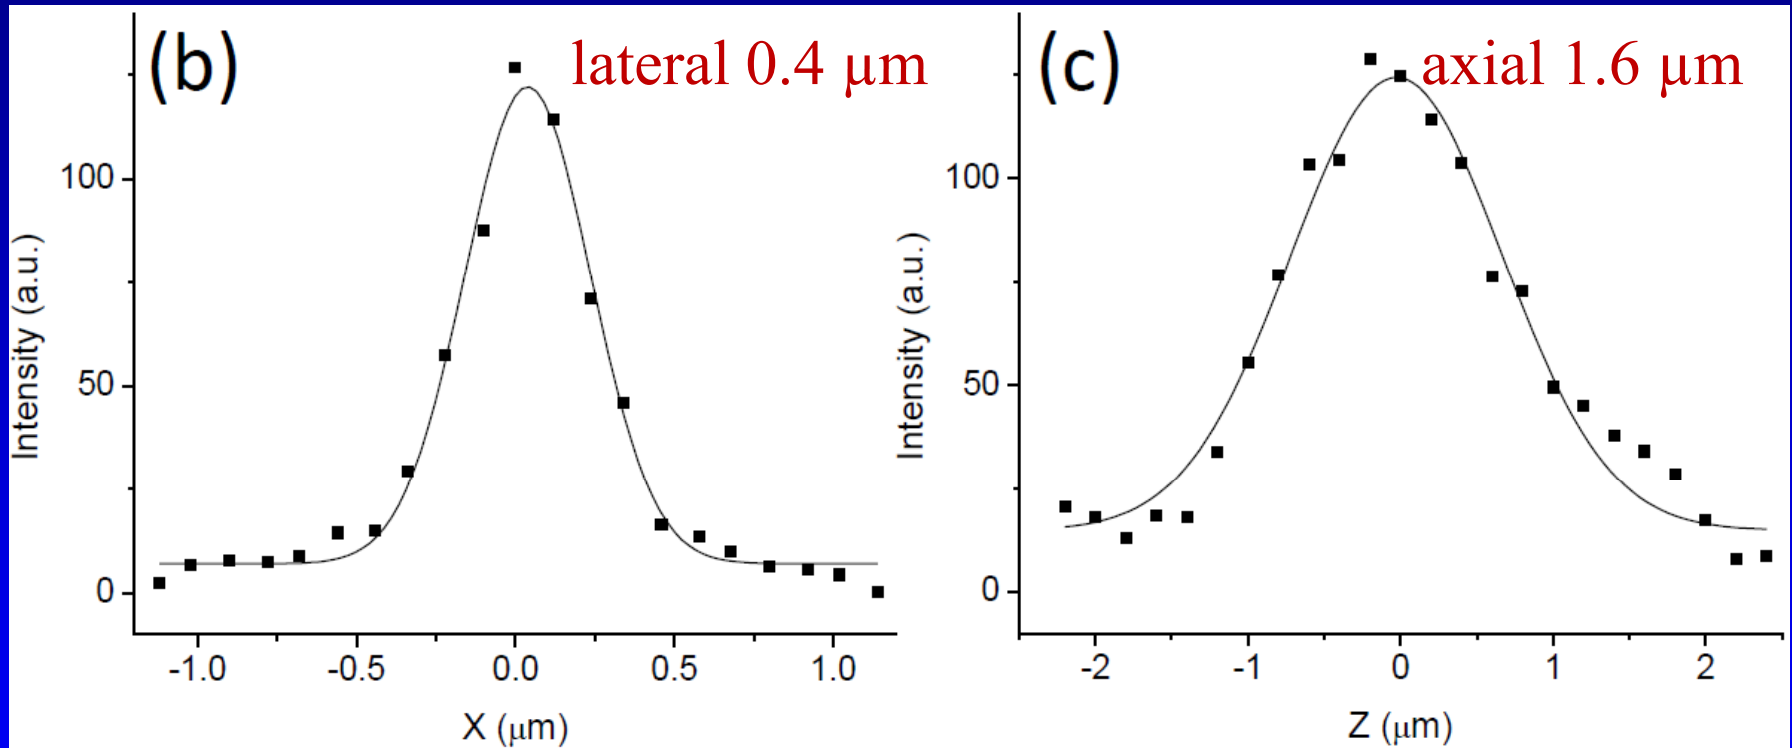 (b) lateral 0.4 µm
100
50
0
Intensity (a.u.)
-1.0 -0.5 0.0 0.5 1.0
X (μm)
(c) axial 1.6 µm
100
50
0
Intensity (a.u.)
-2 -1 0 1 2
Z (μm)